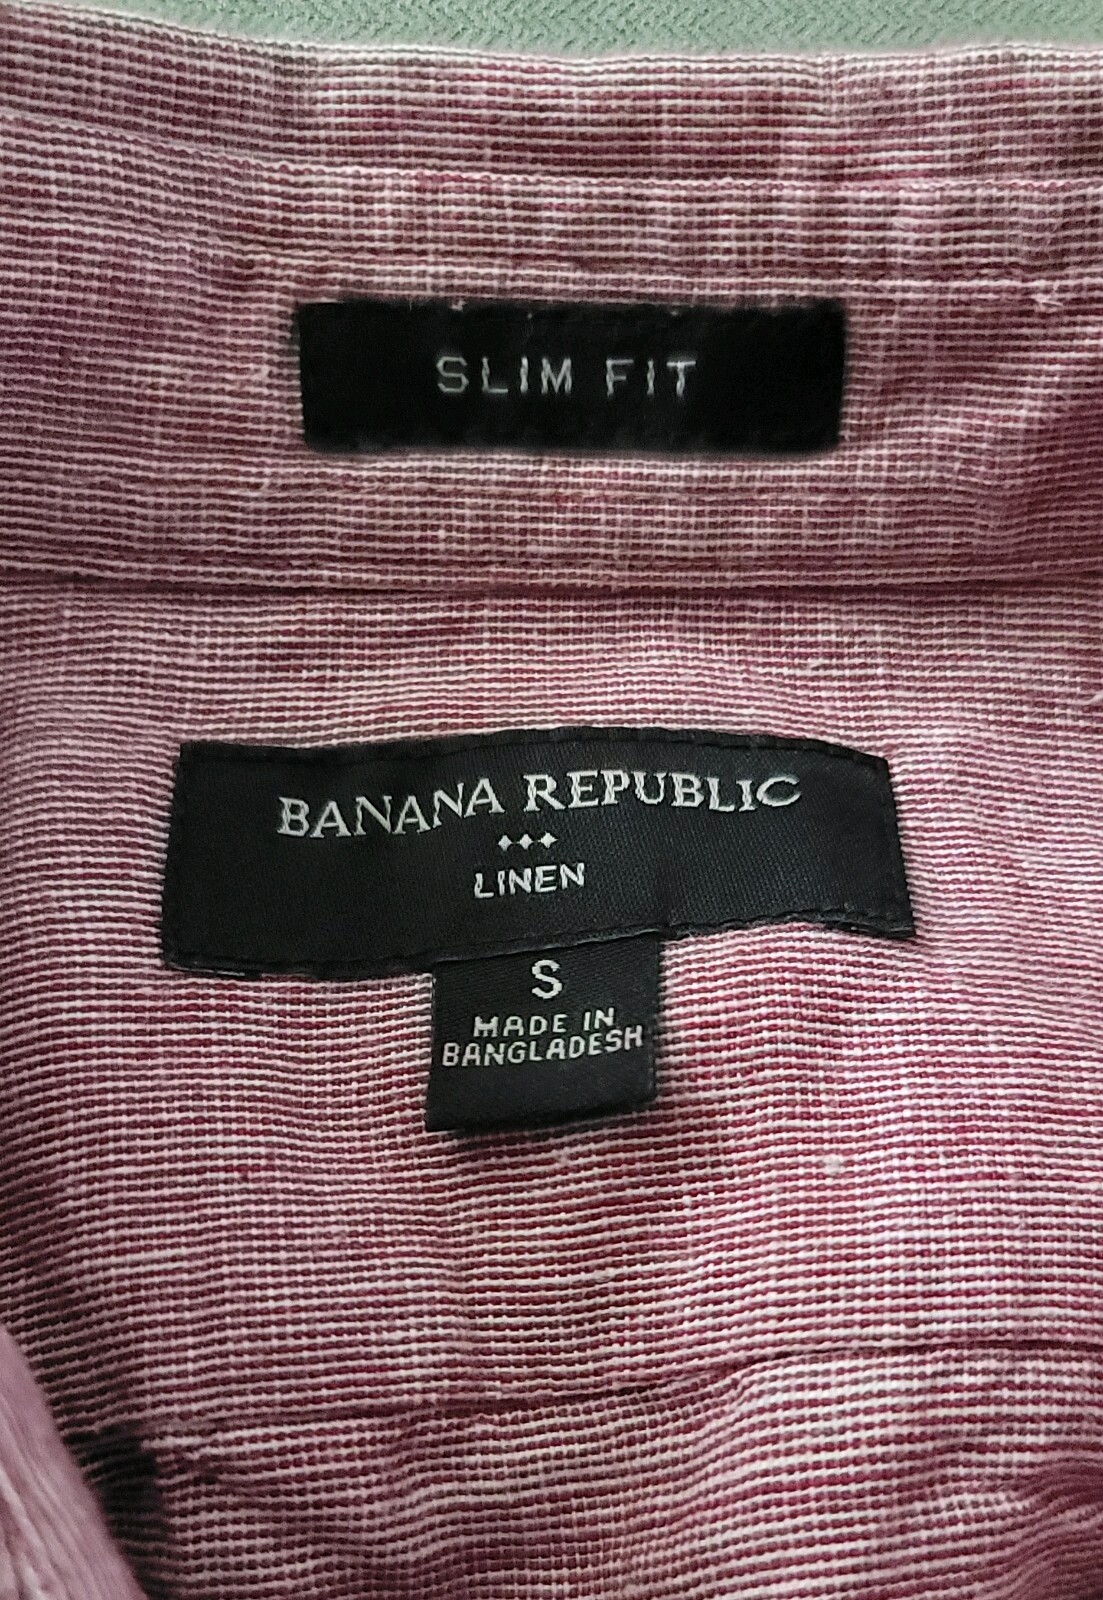 SLIM FIT
BANANA REPUBLIC
LINEN
S
MADE IN
BANGLADESH